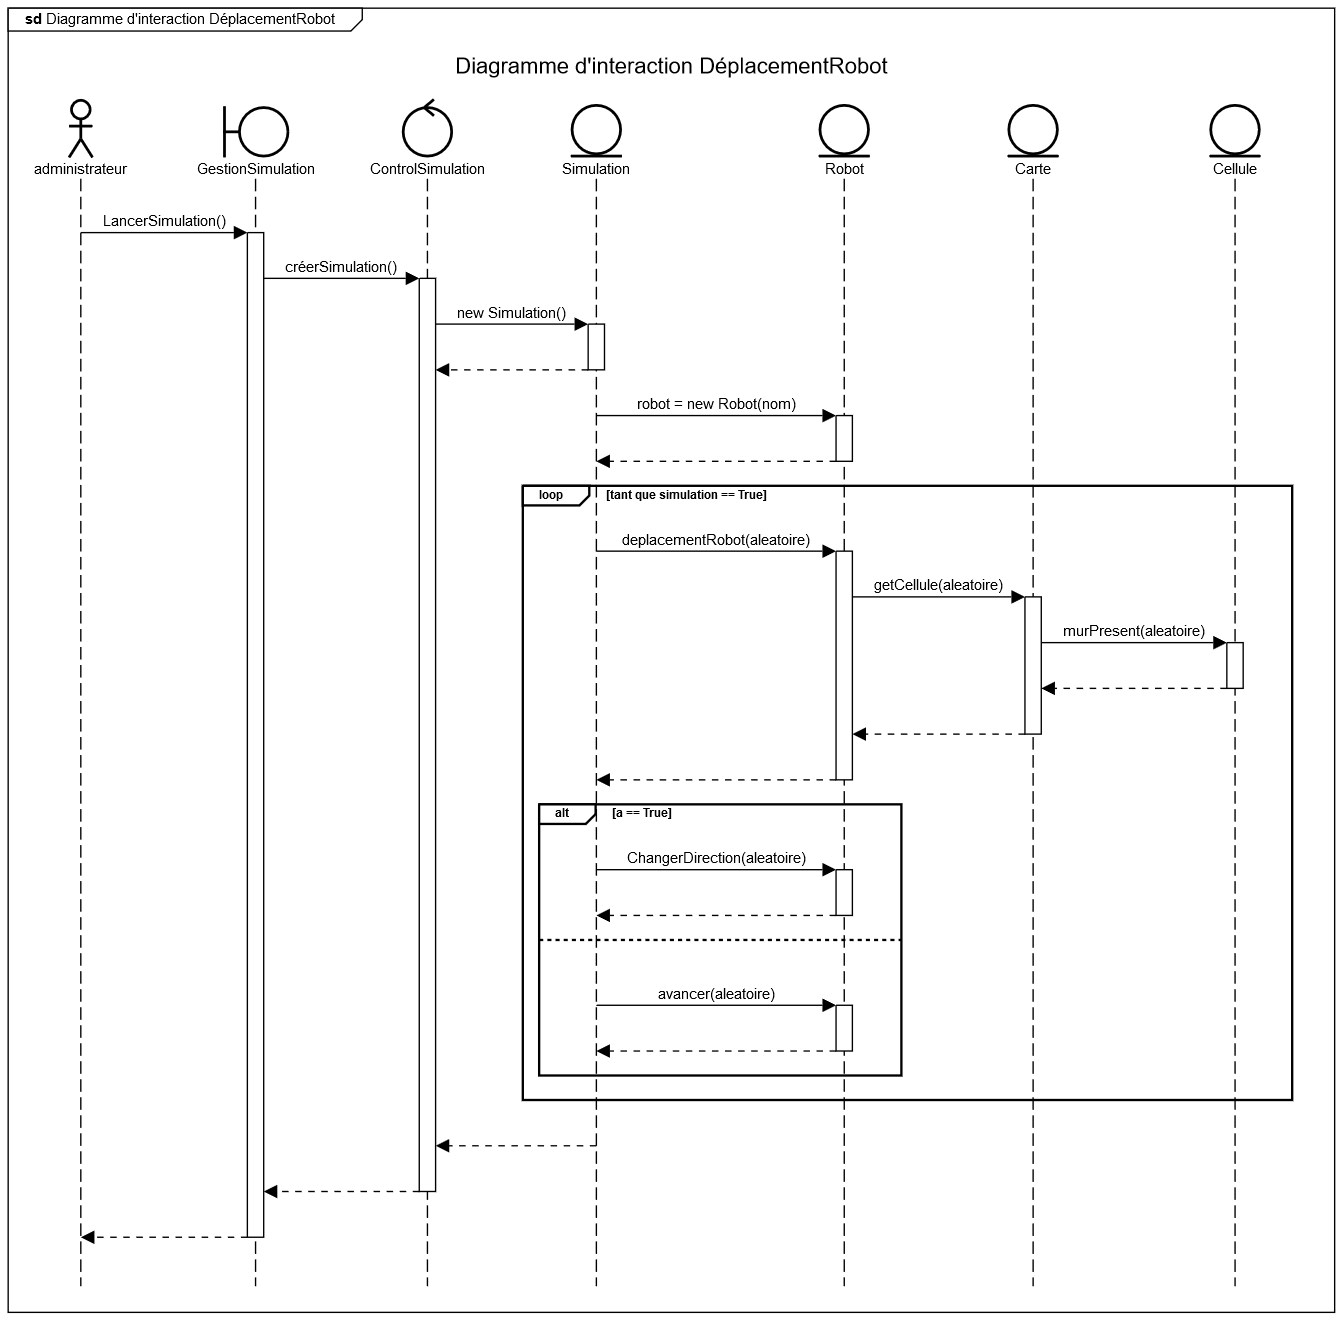 sd Diagramme d'interaction DéplacementRobot
Diagramme d'interaction DéplacementRobot
administrateur
GestionSimulation
ControlSimulation
Simulation
Robot
Carte
Cellule
LancerSimulation()
créerSimulation()
new Simulation()
robot = new Robot(nom)
loop [tant que simulation == True]
deplacementRobot(aleatoire)
getCellule(aleatoire)
murPresent(aleatoire)
alt [a == True]
ChangerDirection(aleatoire)
avancer(aleatoire)